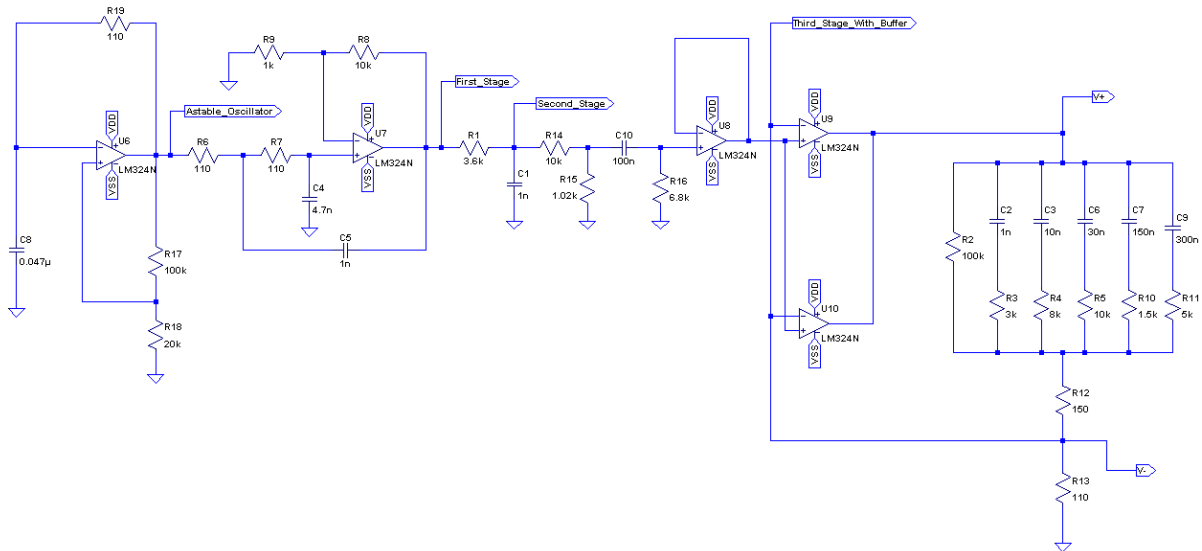 R19
110
R9
1k
R8
10k
Third_Stage_With_Buffer
First_Stage
Second_Stage
V+
Astable_Oscillator
VDD
U6
LM324N
VSS
R6
110
R7
110
VDD
U7
LM324N
VSS
R1
3.6k
R14
10k
C10
100n
VDD
U8
LM324N
VSS
VDD
U9
LM324N
VSS
C4
4.7n
C1
1n
R15
1.02k
R16
6.8k
C8
0.047µ
R17
100k
C5
1n
R18
20k
VDD
U10
LM324N
VSS
R2
100k
C2
1n
C3
10n
C6
30n
C7
150n
C9
300n
R3
3k
R4
8k
R5
10k
R10
1.5k
R11
5k
R12
150
V-
R13
110